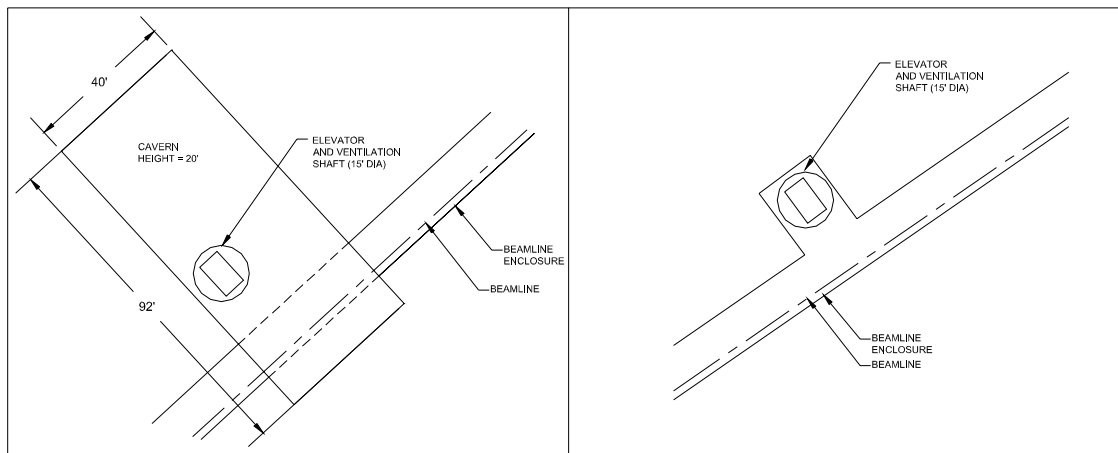 40'
CAVERN
HEIGHT = 20'
ELEVATOR
AND VENTILATION
SHAFT (15' DIA)
BEAMLINE
ENCLOSURE
BEAMLINE
92'
ELEVATOR
AND VENTILATION
SHAFT (15' DIA)
BEAMLINE
ENCLOSURE
BEAMLINE